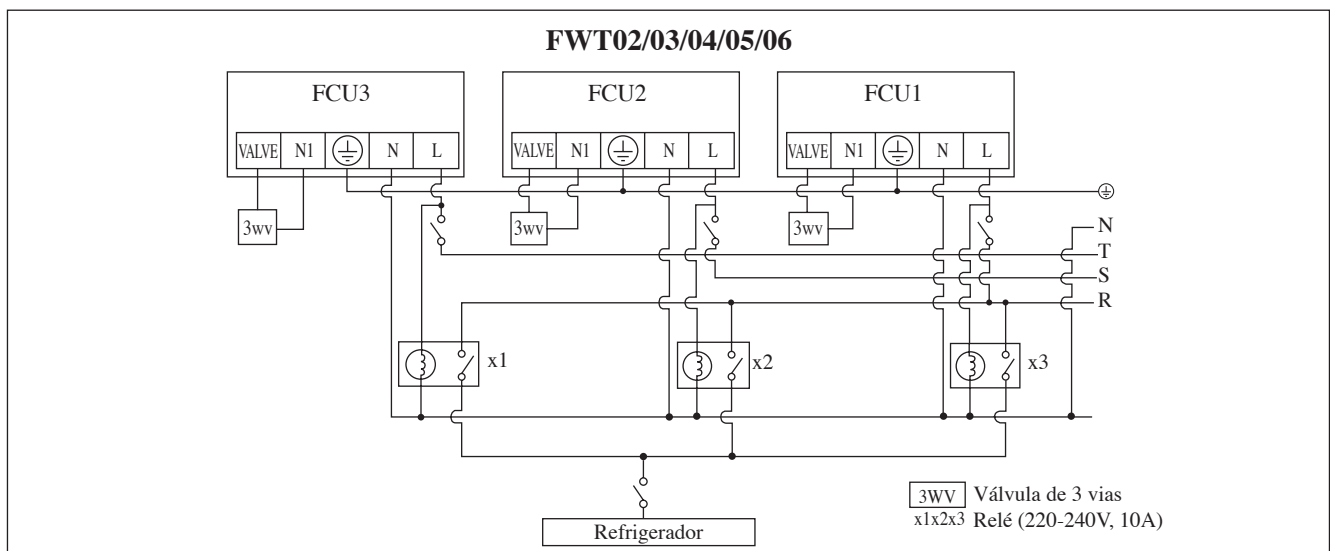 FWT02/03/04/05/06
FCU3 FCU2 FCU1
VALVE N1 N L VALVE N1 N L VALVE N1 N L
3wv 3wv 3wv
N
T
S
R
x1 x2 x3
3WV Válvula de 3 vias
x1x2x3 Relé (220-240V, 10A)
Refrigerador